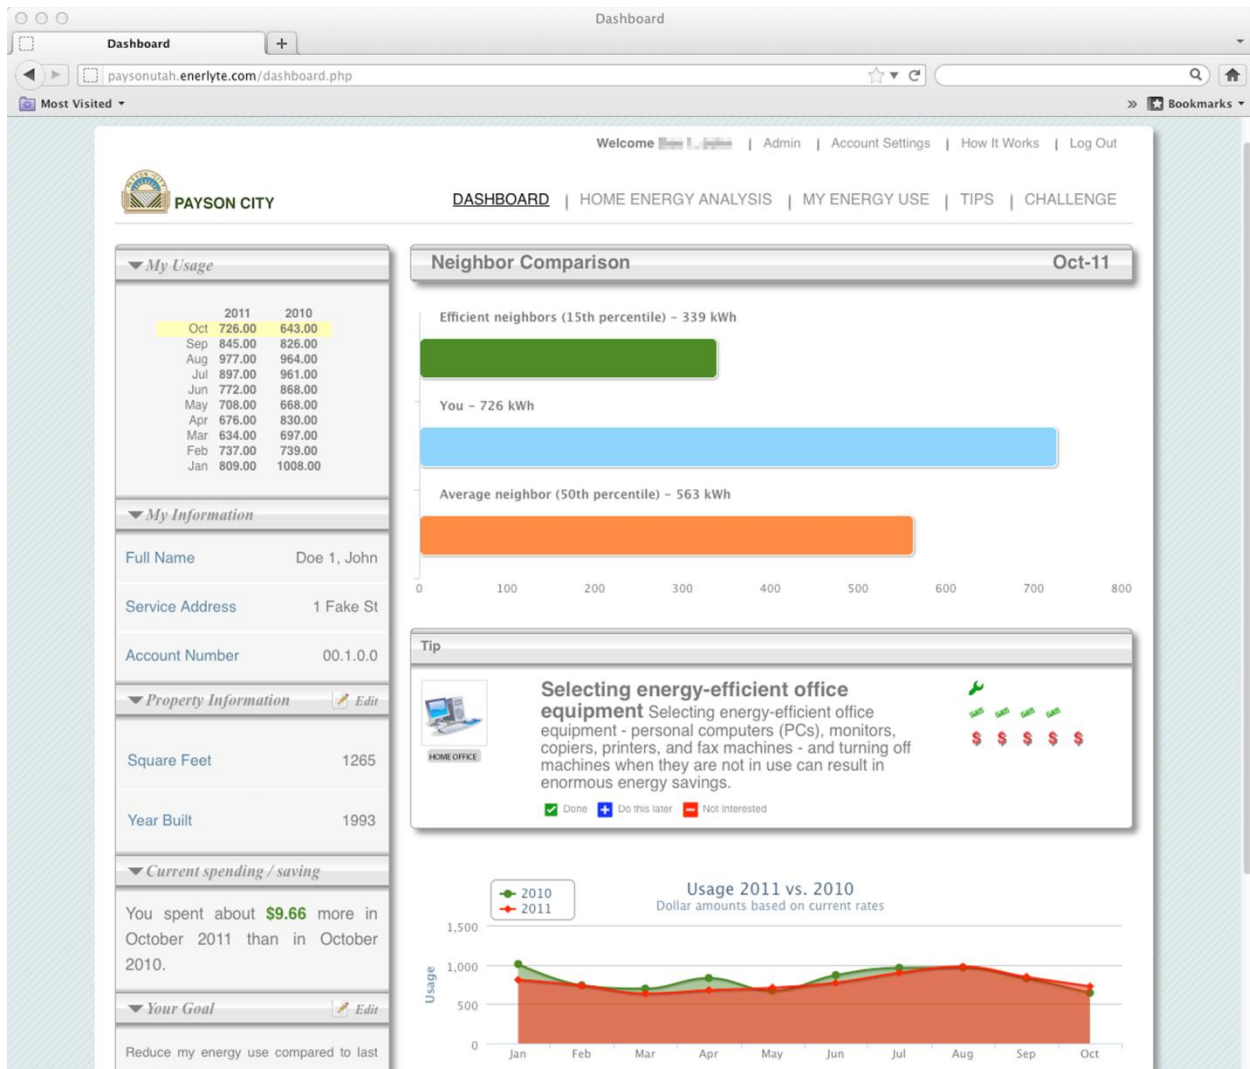 Dashboard
Dashboard
+
paysonutah.enerlyte.com/dashboard.php
Most Visited
» Bookmarks
Welcome | Admin | Account Settings | How It Works | Log Out
PAYSON CITY
DASHBOARD | HOME ENERGY ANALYSIS | MY ENERGY USE | TIPS | CHALLENGE
My Usage
2011 2010
Oct 726.00 643.00
Sep 845.00 826.00
Aug 977.00 964.00
Jul 897.00 961.00
Jun 772.00 868.00
May 708.00 668.00
Apr 676.00 830.00
Mar 634.00 697.00
Feb 737.00 739.00
Jan 809.00 1008.00
My Information
Full Name Doe 1, John
Service Address 1 Fake St
Account Number 00.1.0.0
Property Information Edit
Square Feet 1265
Year Built 1993
Current spending / saving
You spent about $9.66 more in
October 2011 than in October
2010.
Your Goal Edit
Reduce my energy use compared to last
Neighbor Comparison Oct-11
Efficient neighbors (15th percentile) – 339 kWh
You – 726 kWh
Average neighbor (50th percentile) – 563 kWh
0 100 200 300 400 500 600 700 800
Tip
HOME OFFICE
Selecting energy-efficient office
equipment Selecting energy-efficient office
equipment - personal computers (PCs), monitors,
copiers, printers, and fax machines - and turning off
machines when they are not in use can result in
enormous energy savings.
$ $ $ $ $
Done Do this later Not Interested
2010
2011
Usage 2011 vs. 2010
Dollar amounts based on current rates
Usage
1,500
1,000
500
0
Jan Feb Mar Apr May Jun Jul Aug Sep Oct